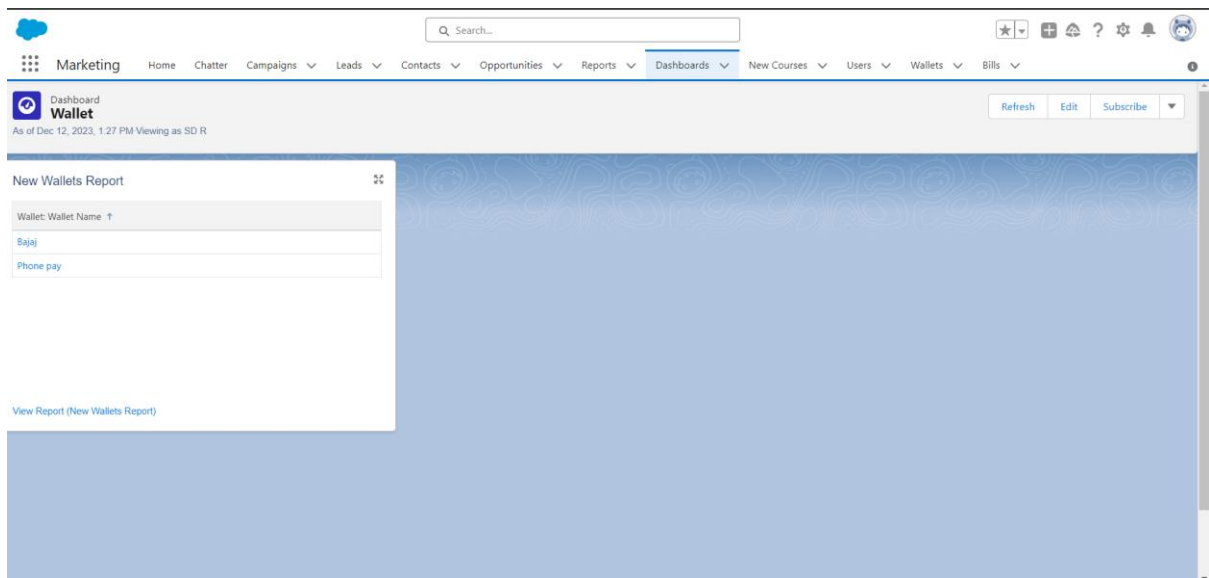 Search...
Marketing Home Chatter Campaigns Leads Contacts Opportunities Reports Dashboards New Courses Users Wallets Bills
Dashboard
Wallet
As of Dec 12, 2023, 1:27 PM·Viewing as SD R
Refresh Edit Subscribe
New Wallets Report
Wallet: Wallet Name ↑
Bajaj
Phone pay
View Report (New Wallets Report)